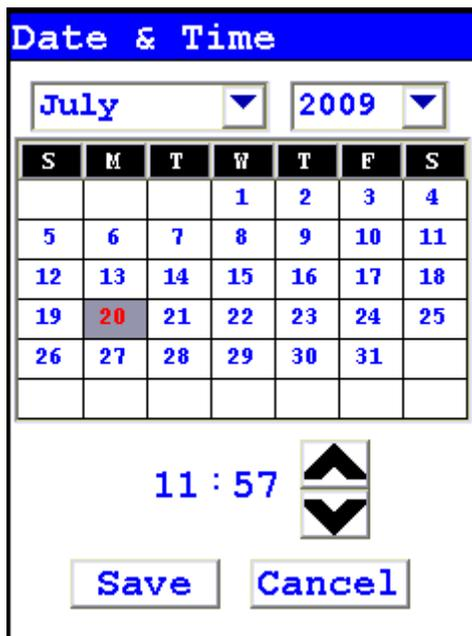 Date & Time
July 2009
S M T W T F S
1 2 3 4
5 6 7 8 9 10 11
12 13 14 15 16 17 18
19 20 21 22 23 24 25
26 27 28 29 30 31
11:57
Save Cancel